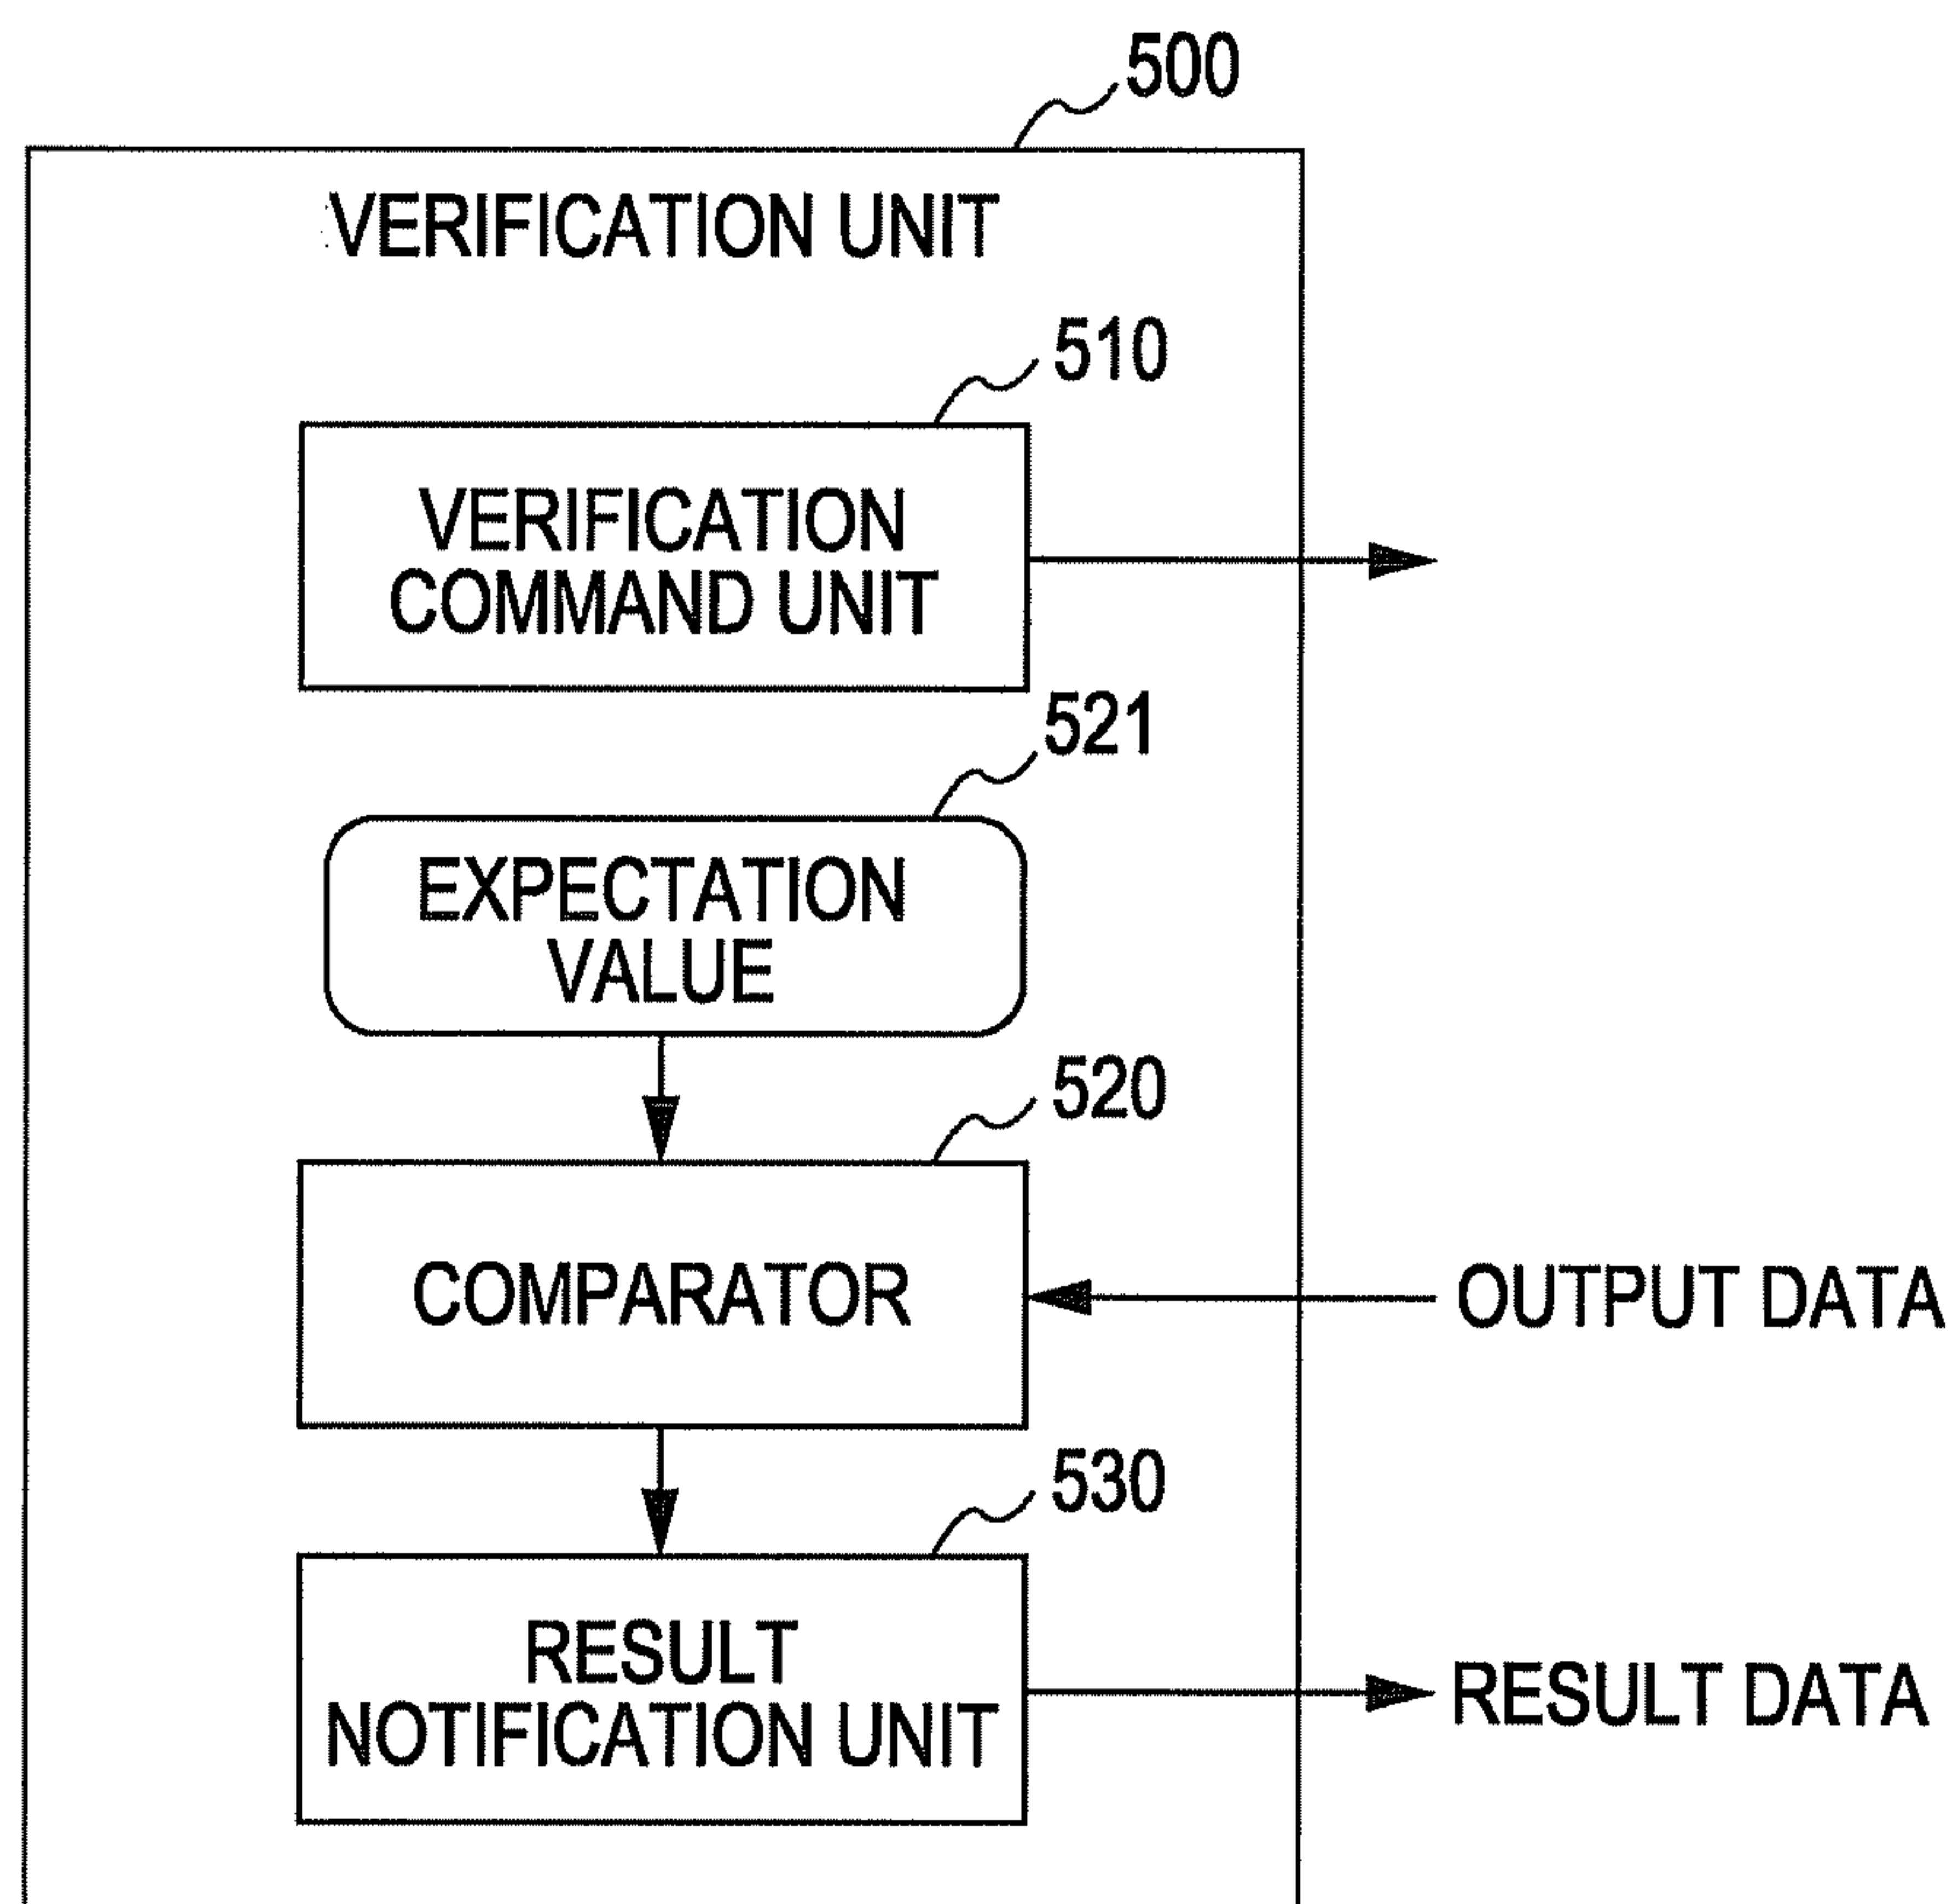 500
VERIFICATION UNIT
510
VERIFICATION
COMMAND UNIT
521
EXPECTATION
VALUE
520
COMPARATOR
OUTPUT DATA
530
RESULT
NOTIFICATION UNIT
RESULT DATA